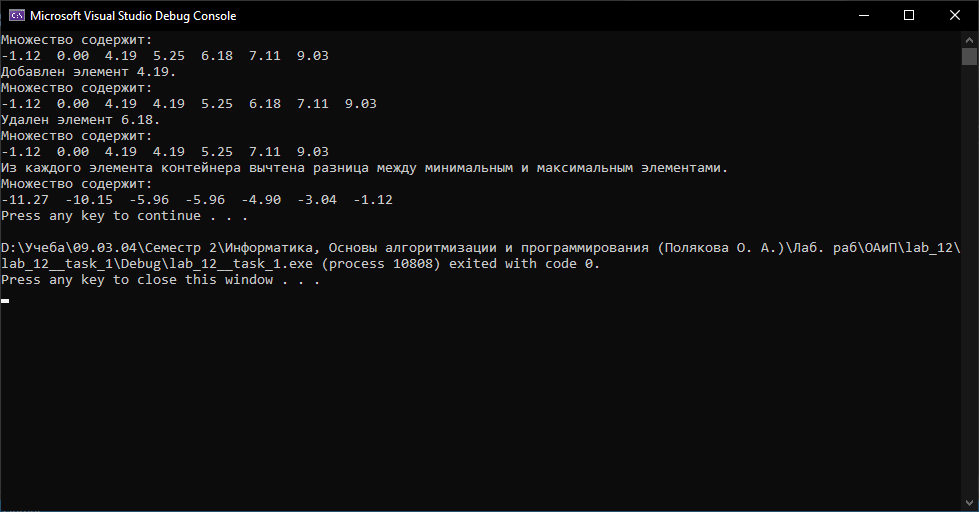 Microsoft Visual Studio Debug Console
Множество содержит:
-1.12  0.00  4.19  5.25  6.18  7.11  9.03
Добавлен элемент 4.19.
Множество содержит:
-1.12  0.00  4.19  4.19  5.25  6.18  7.11  9.03
Удален элемент 6.18.
Множество содержит:
-1.12  0.00  4.19  4.19  5.25  7.11  9.03
Из каждого элемента контейнера вычтена разница между минимальным и максимальным элементами.
Множество содержит:
-11.27  -10.15  -5.96  -5.96  -4.90  -3.04  -1.12
Press any key to continue . . .
D:\Учеба\09.03.04\Семестр 2\Информатика, Основы алгоритмизации и программирования (Полякова О. А.)\Лаб. раб\ОАиП\lab_12\
lab_12__task_1\Debug\lab_12__task_1.exe (process 10808) exited with code 0.
Press any key to close this window . . .